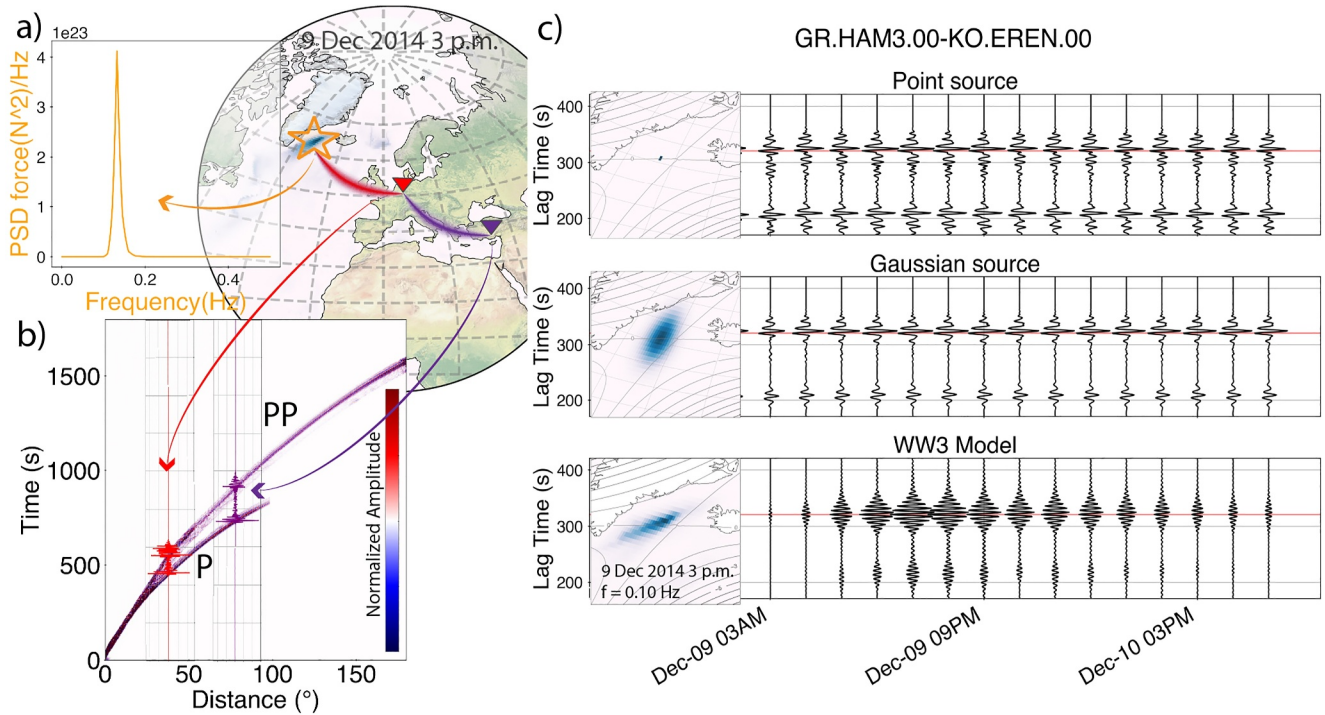 a)
1e23
PSD force(N^2)/Hz
4
3
2
1
0
0.0
0.2
0.4
Frequency(Hz)
9 Dec 2014 3 p.m.
b)
Time (s)
1500
1000
500
0
0
50
100
150
Distance (°)
PP
P
Normalized Amplitude
c)
GR.HAM3.00-KO.EREN.00
Point source
Lag Time (s)
400
300
200
Gaussian source
Lag Time (s)
400
300
200
WW3 Model
Lag Time (s)
400
300
200
9 Dec 2014 3 p.m.
f = 0.10 Hz
Dec-09 03AM
Dec-09 09PM
Dec-10 03PM